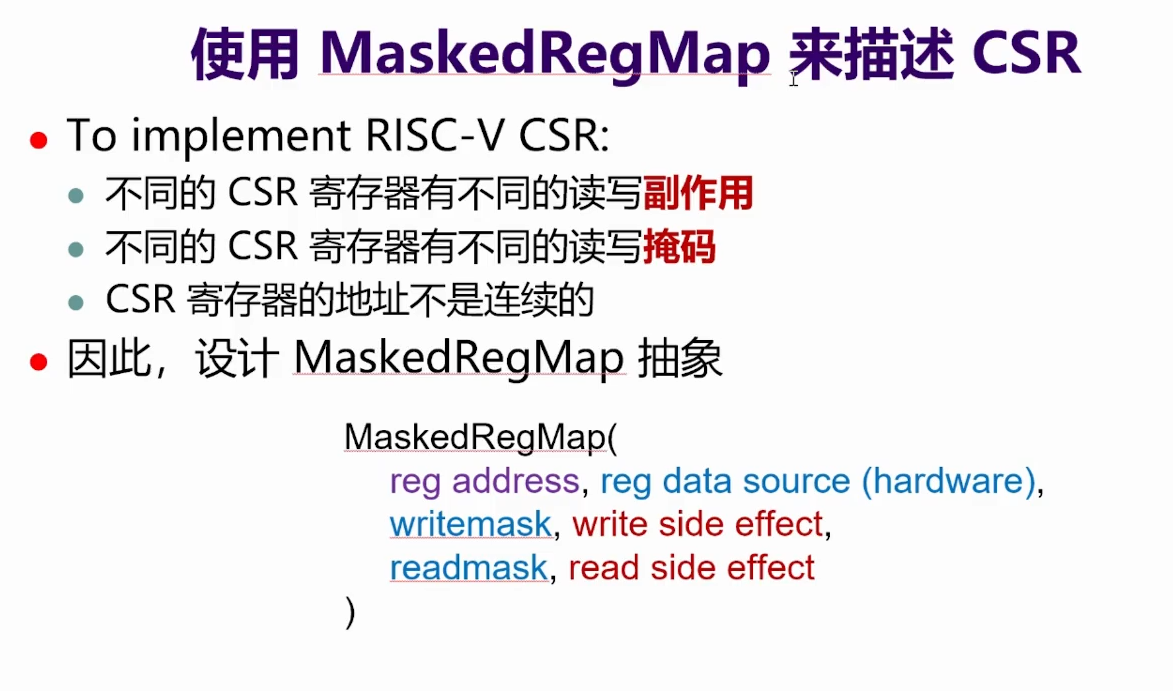 使用 MaskedRegMap 来描述 CSR
To implement RISC-V CSR:
不同的 CSR 寄存器有不同的读写副作用
不同的 CSR 寄存器有不同的读写掩码
CSR 寄存器的地址不是连续的
因此，设计 MaskedRegMap 抽象
MaskedRegMap(
reg address, reg data source (hardware),
writemask, write side effect,
readmask, read side effect
)